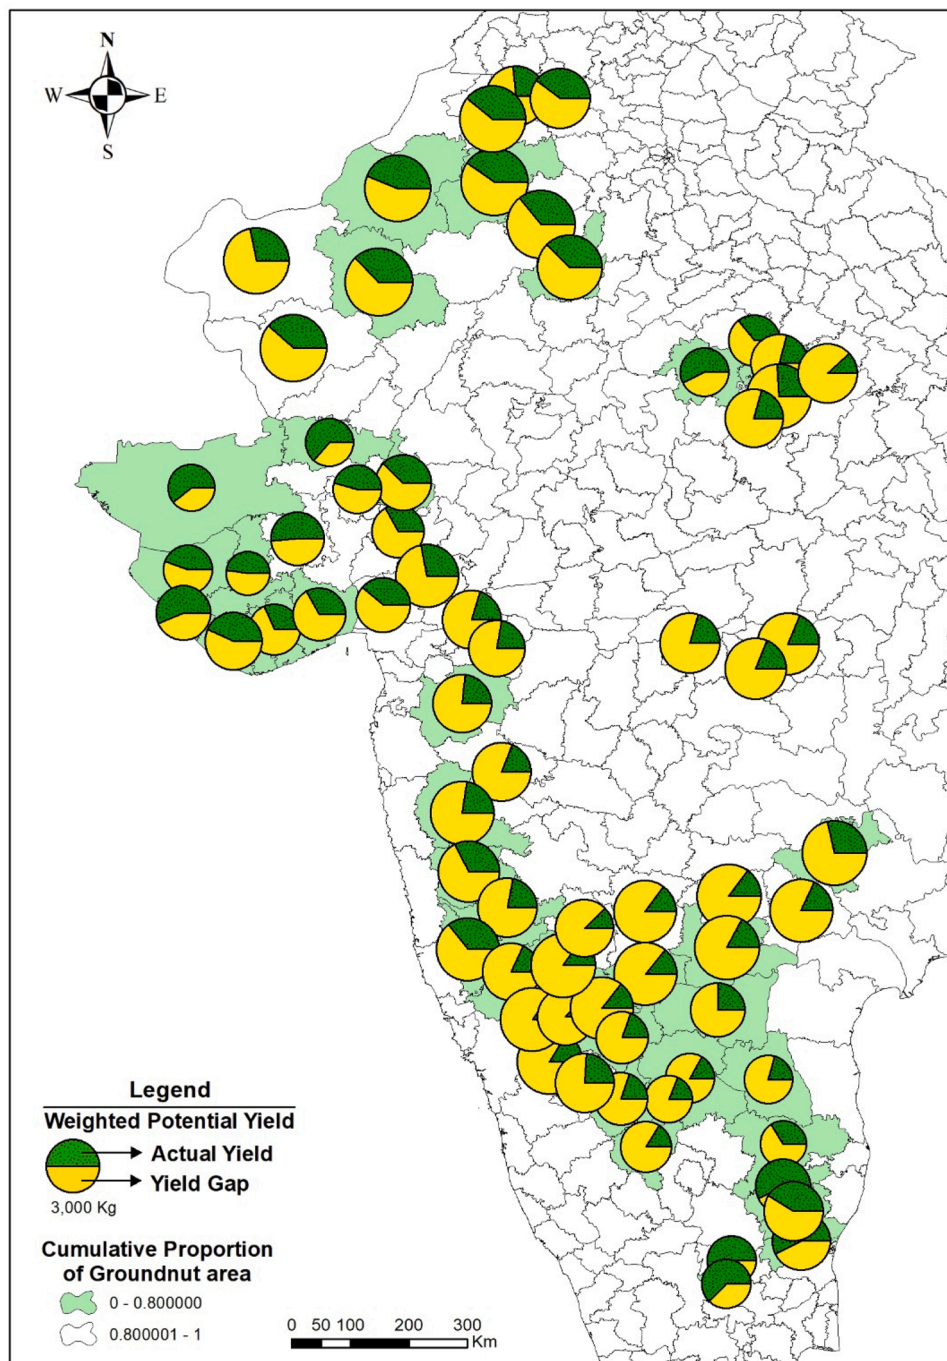 N
W E
S
Legend
Weighted Potential Yield
Actual Yield
Yield Gap
3,000 Kg
Cumulative Proportion
of Groundnut area
0 - 0.800000
0.800001 - 1
0 50 100 200 300
Km